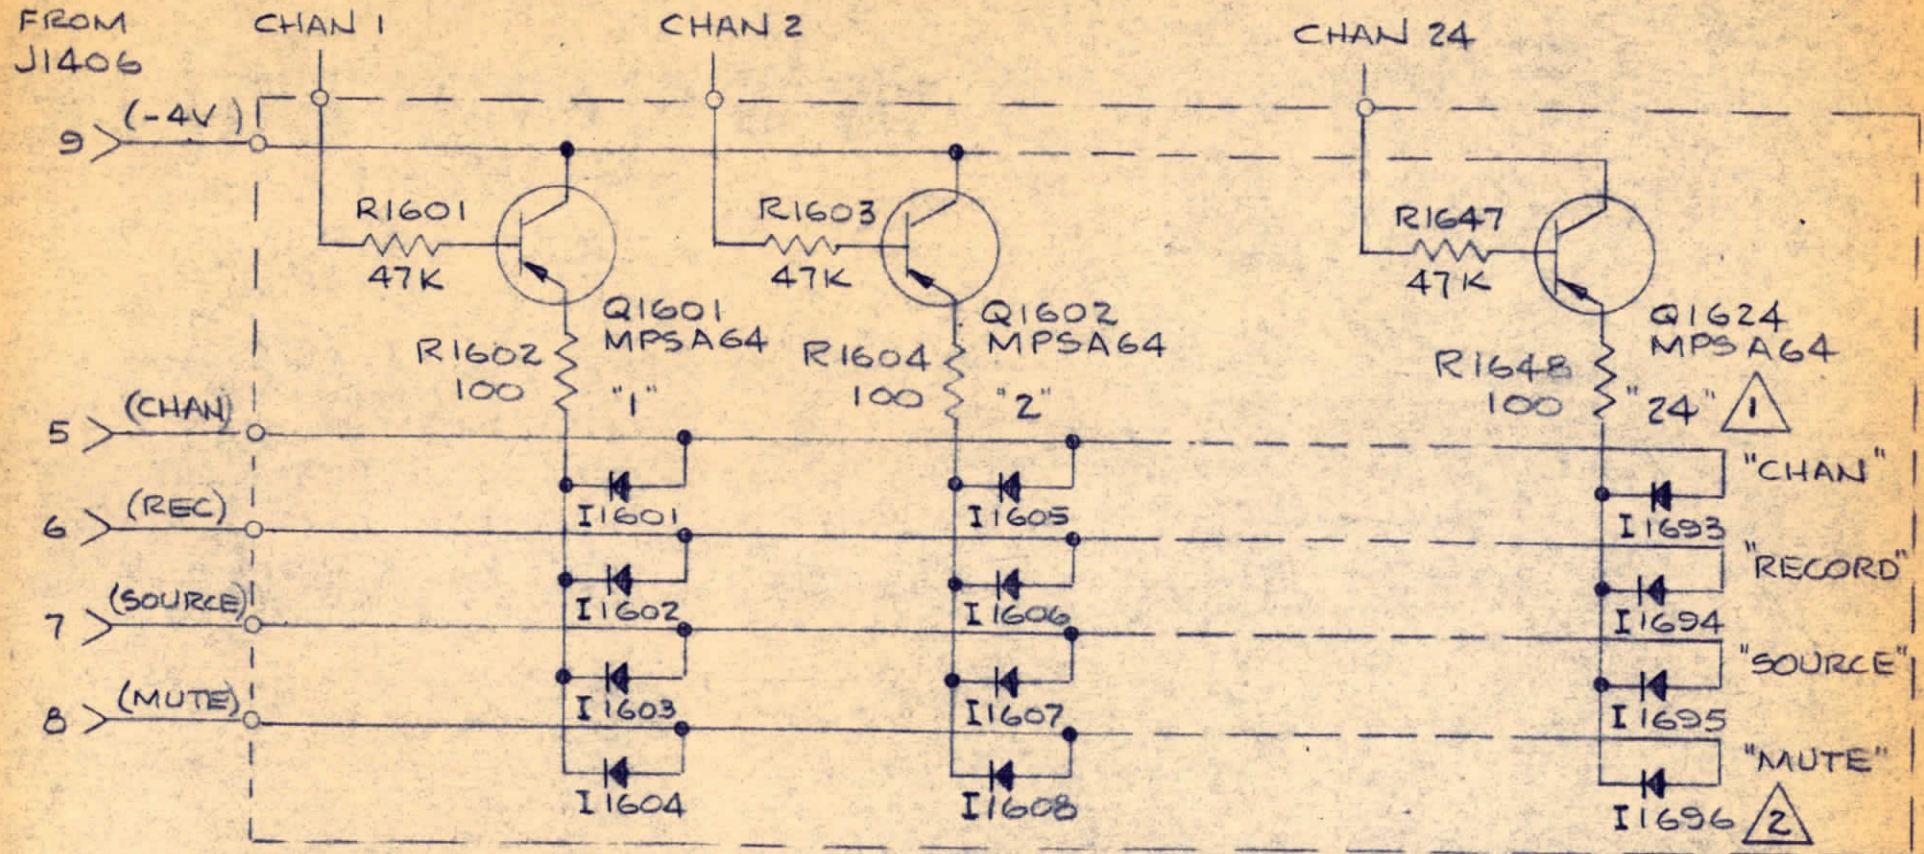 FROM
J1406
CHAN 1
CHAN 2
CHAN 24
9
(-4V)
R1601
47K
R1603
47K
R1647
47K
Q1601
MPSA64
Q1602
MPSA64
Q1624
MPSA64
R1602
100
"1"
R1604
100
"2"
R1648
100
"24"
1
5
(CHAN)
"CHAN"
I1601
I1605
I1693
6
(REC)
"RECORD"
I1602
I1606
I1694
7
(SOURCE)
"SOURCE"
I1603
I1607
I1695
8
(MUTE)
"MUTE"
I1604
I1608
I1696
2